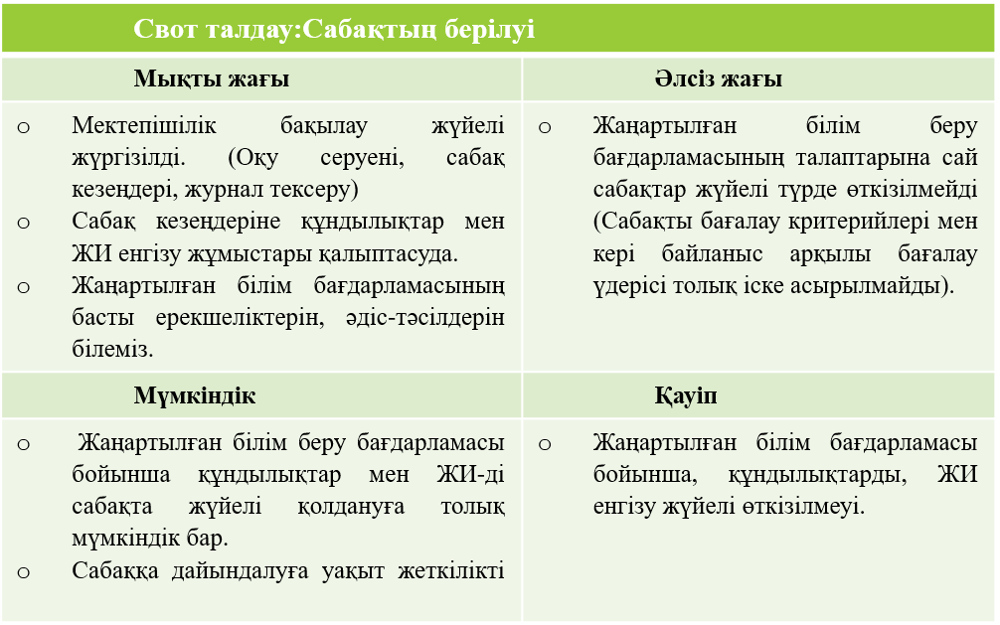 Свот талдау:Сабақтың берілуі
Мықты жағы
Әлсіз жағы
o Мектепішілік бақылау жүйелі
жүргізілді. (Оқу серуені, сабақ
кезеңдері, журнал тексеру)
o Сабақ кезеңдеріне құндылықтар мен
ЖИ енгізу жұмыстары қалыптасуда.
o Жаңартылған білім бағдарламасының
басты ерекшеліктерін, әдіс-тәсілдерін
білеміз.
o Жаңартылған білім беру
бағдарламасының талаптарына сай
сабақтар жүйелі түрде өткізілмейді
(Сабақты бағалау критерийлері мен
кері байланыс арқылы бағалау
үдерісі толық іске асырылмайды).
Мүмкіндік
Қауіп
o Жаңартылған білім беру бағдарламасы
бойынша құндылықтар мен ЖИ-ді
сабақта жүйелі қолдануға толық
мүмкіндік бар.
o Сабаққа дайындалуға уақыт жеткілікті
o Жаңартылған білім бағдарламасы
бойынша, құндылықтарды, ЖИ
енгізу жүйелі өткізілмеуі.